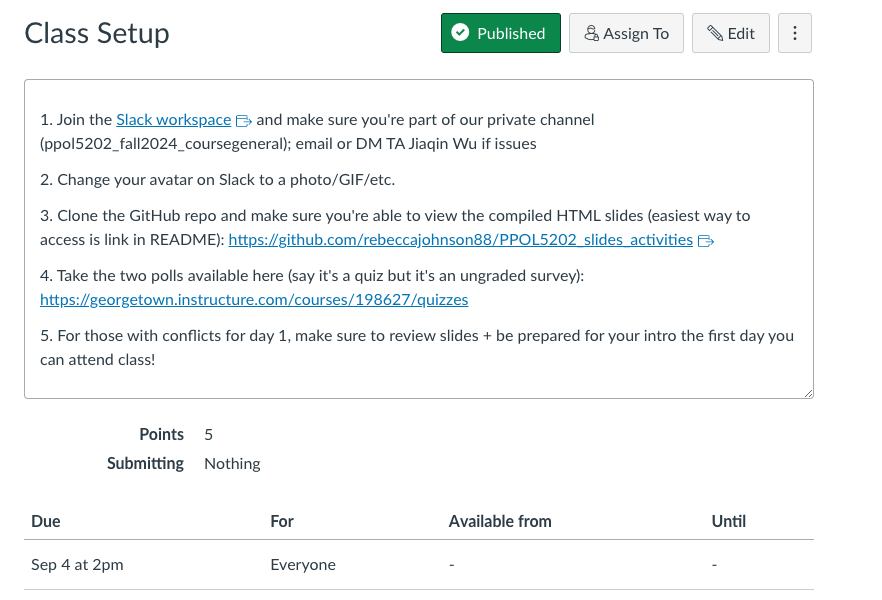 Class Setup
Published
Assign To
Edit
1. Join the Slack workspace and make sure you're part of our private channel
(ppol5202_fall2024_coursegeneral); email or DM TA Jiaqin Wu if issues
2. Change your avatar on Slack to a photo/GIF/etc.
3. Clone the GitHub repo and make sure you're able to view the compiled HTML slides (easiest way to
access is link in README): https://github.com/rebeccajohnson88/PPOL5202_slides_activities
4. Take the two polls available here (say it's a quiz but it's an ungraded survey):
https://georgetown.instructure.com/courses/198627/quizzes
5. For those with conflicts for day 1, make sure to review slides + be prepared for your intro the first day you
can attend class!
Points 5
Submitting Nothing
Due For Available from Until
Sep 4 at 2pm Everyone - -